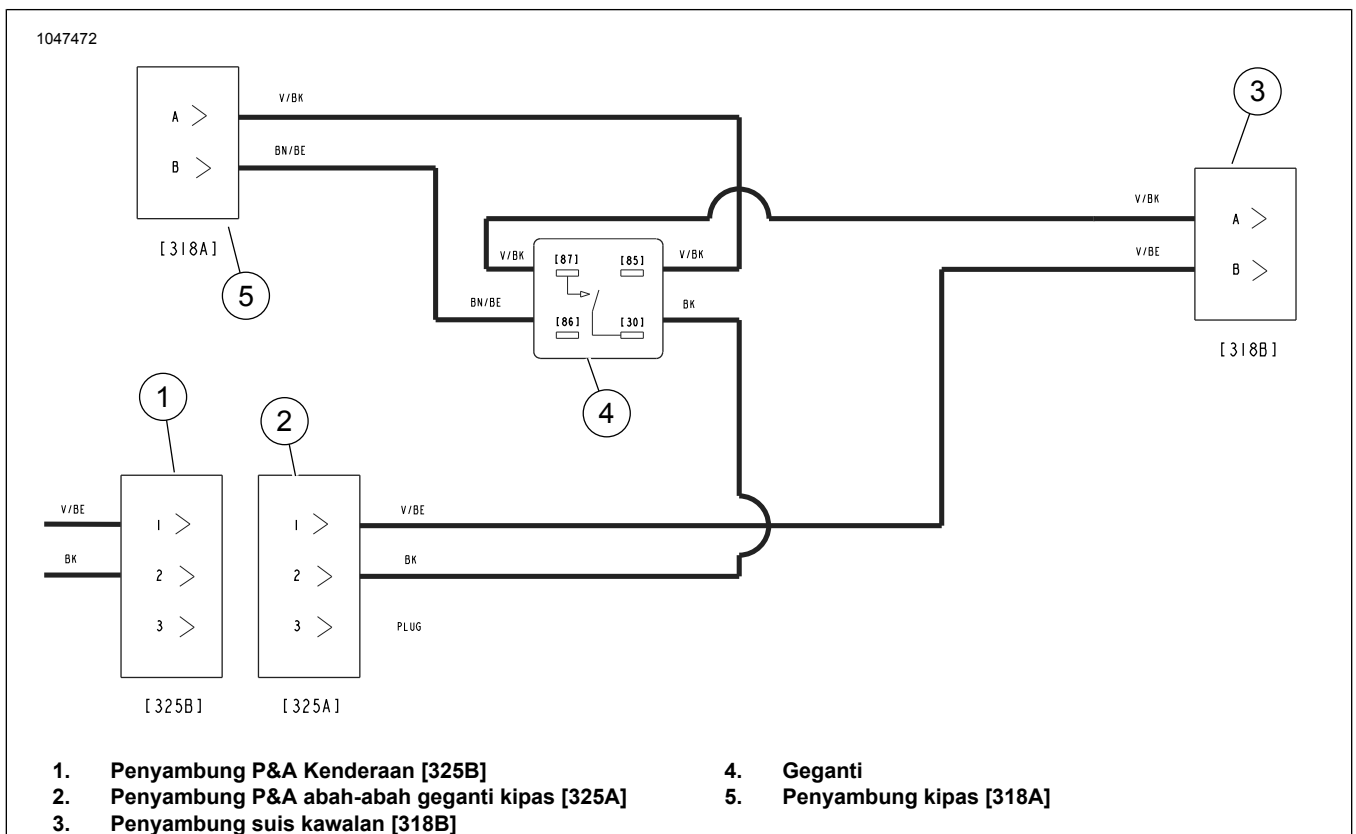 1047472
A
B
[318A]
5
V/BK
BN/BE
V/BK
BN/BE
[87]
[85]
[86]
[30]
V/BK
BK
4
3
V/BK
V/BE
A
B
[318B]
1
V/BE
BK
1
2
3
[325B]
2
1
2
3
V/BE
BK
PLUG
[325A]
1. Penyambung P&A Kenderaan [325B]
2. Penyambung P&A abah-abah geganti kipas [325A]
3. Penyambung suis kawalan [318B]
4. Geganti
5. Penyambung kipas [318A]